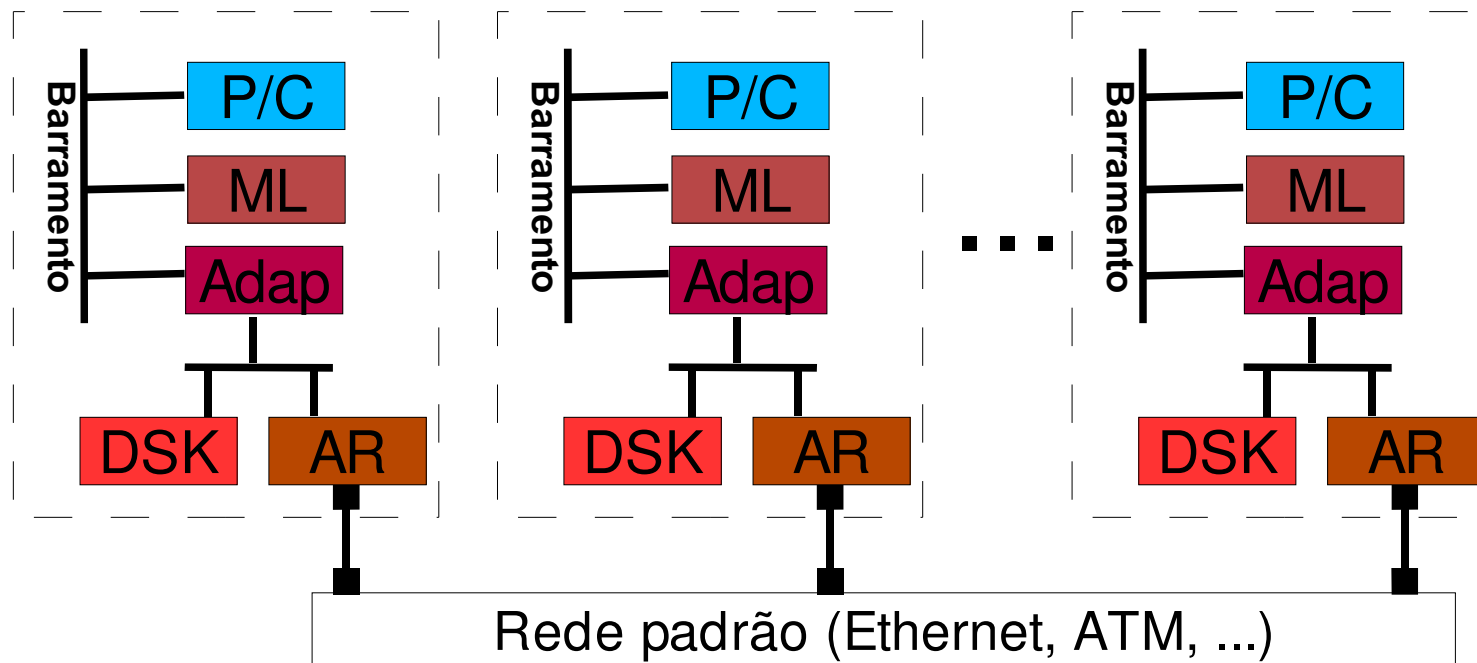 Barramento
P/C
ML
Adap
DSK
AR
Barramento
P/C
ML
Adap
DSK
AR
...
Barramento
P/C
ML
Adap
DSK
AR
Rede padrão (Ethernet, ATM, ...)